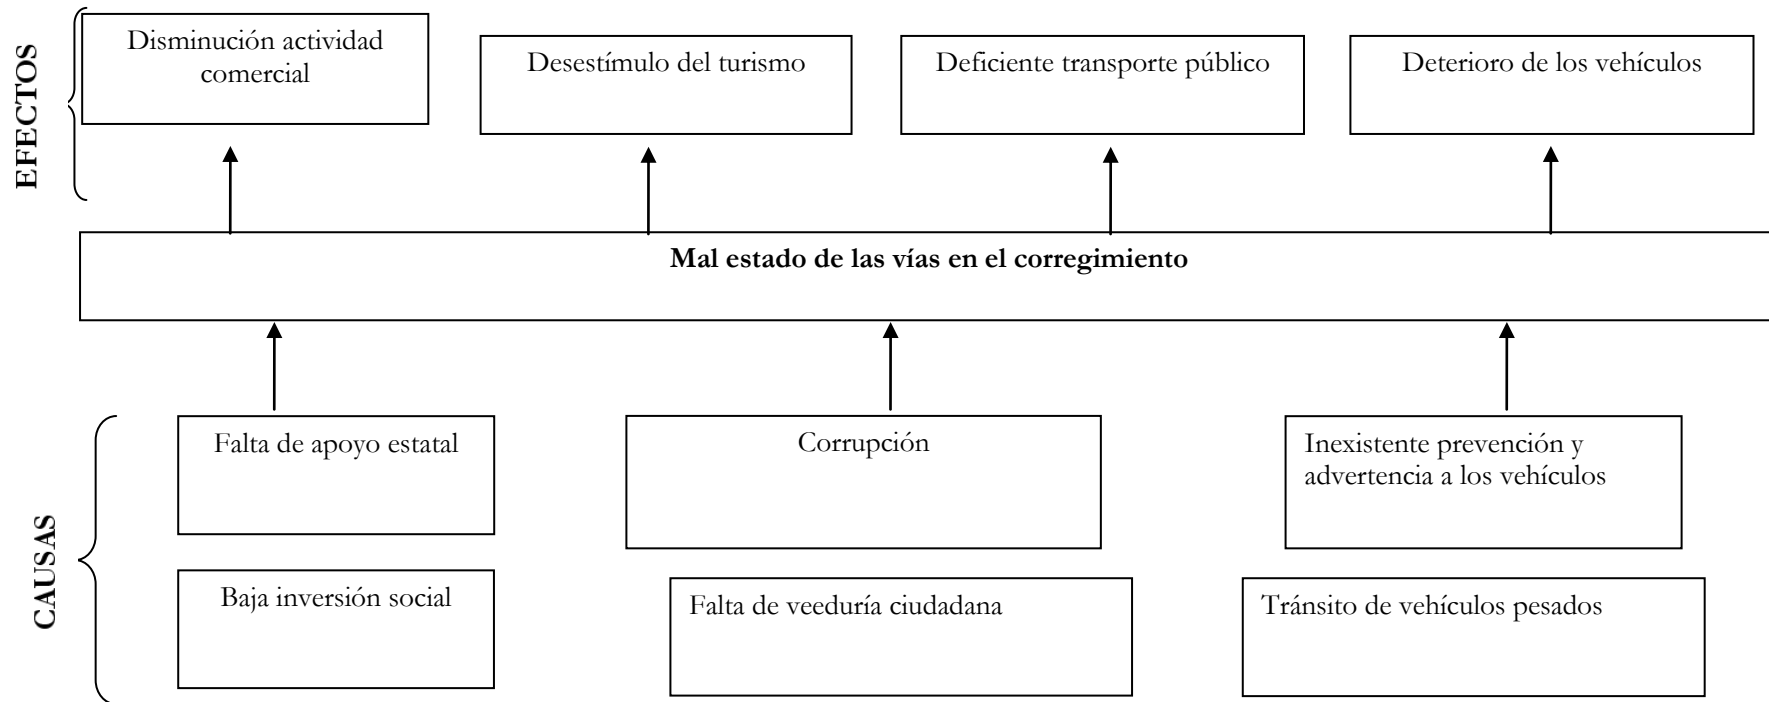 EFECTOS
Disminución actividad
comercial
Desestímulo del turismo
Deficiente transporte público
Deterioro de los vehículos
Mal estado de las vías en el corregimiento
CAUSAS
Falta de apoyo estatal
Corrupción
Inexistente prevención y
advertencia a los vehículos
Baja inversión social
Falta de veeduría ciudadana
Tránsito de vehículos pesados